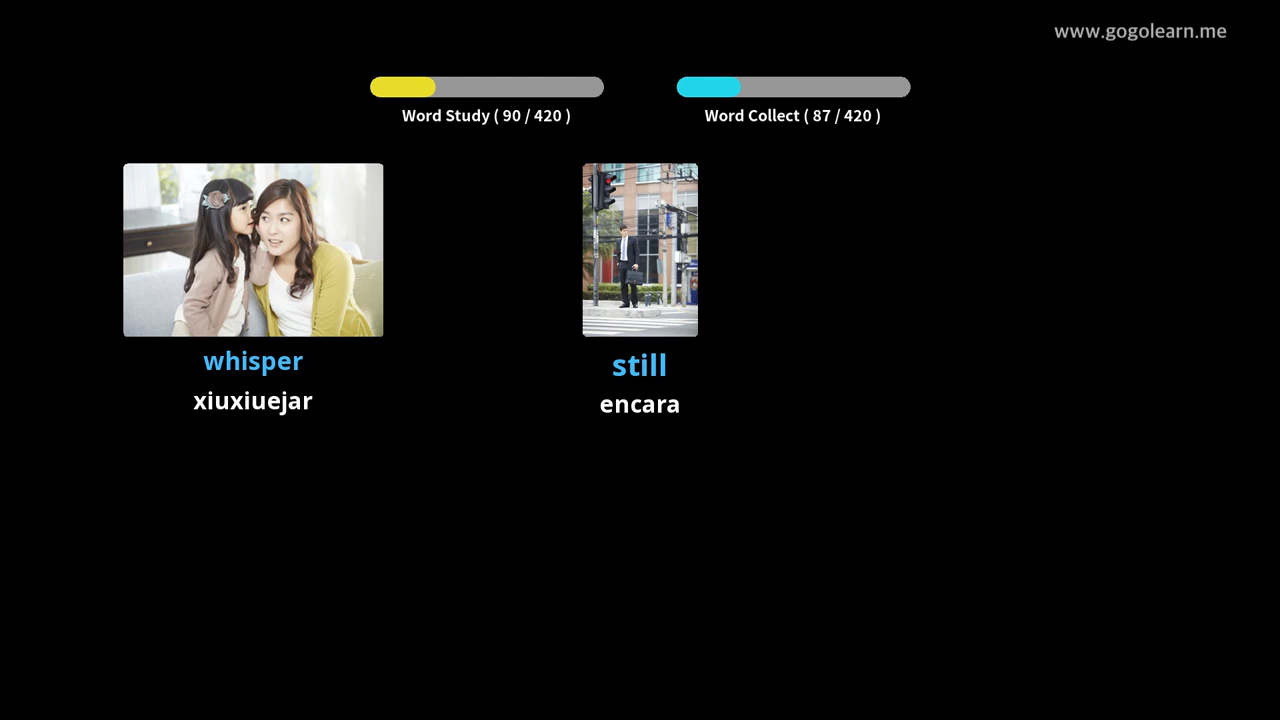 www.gogolearn.me
Word Study ( 90 / 420 )
Word Collect ( 87 / 420 )
whisper
xiuxiuejar
still
encara